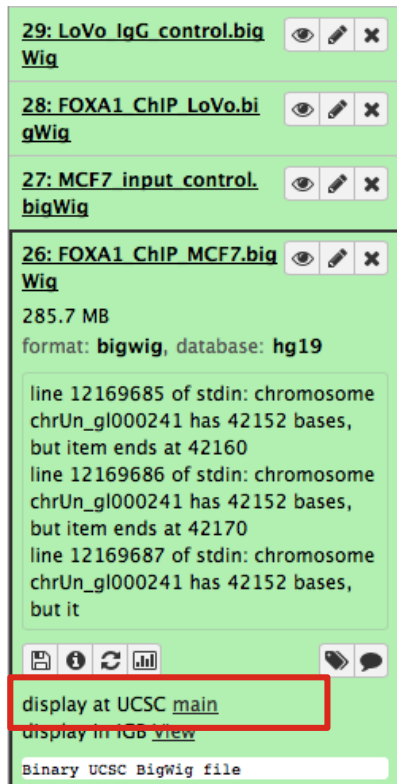 29: LoVo_IgG_control.big
Wig
28: FOXA1_ChIP_LoVo.bi
gWig
27: MCF7_input_control.
bigWig
26: FOXA1_ChIP_MCF7.big
Wig
285.7 MB
format: bigwig, database: hg19
line 12169685 of stdin: chromosome
chrUn_gl000241 has 42152 bases,
but item ends at 42160
line 12169686 of stdin: chromosome
chrUn_gl000241 has 42152 bases,
but item ends at 42170
line 12169687 of stdin: chromosome
chrUn_gl000241 has 42152 bases,
but it
display at UCSC main
display in IGB View
Binary UCSC BigWig file